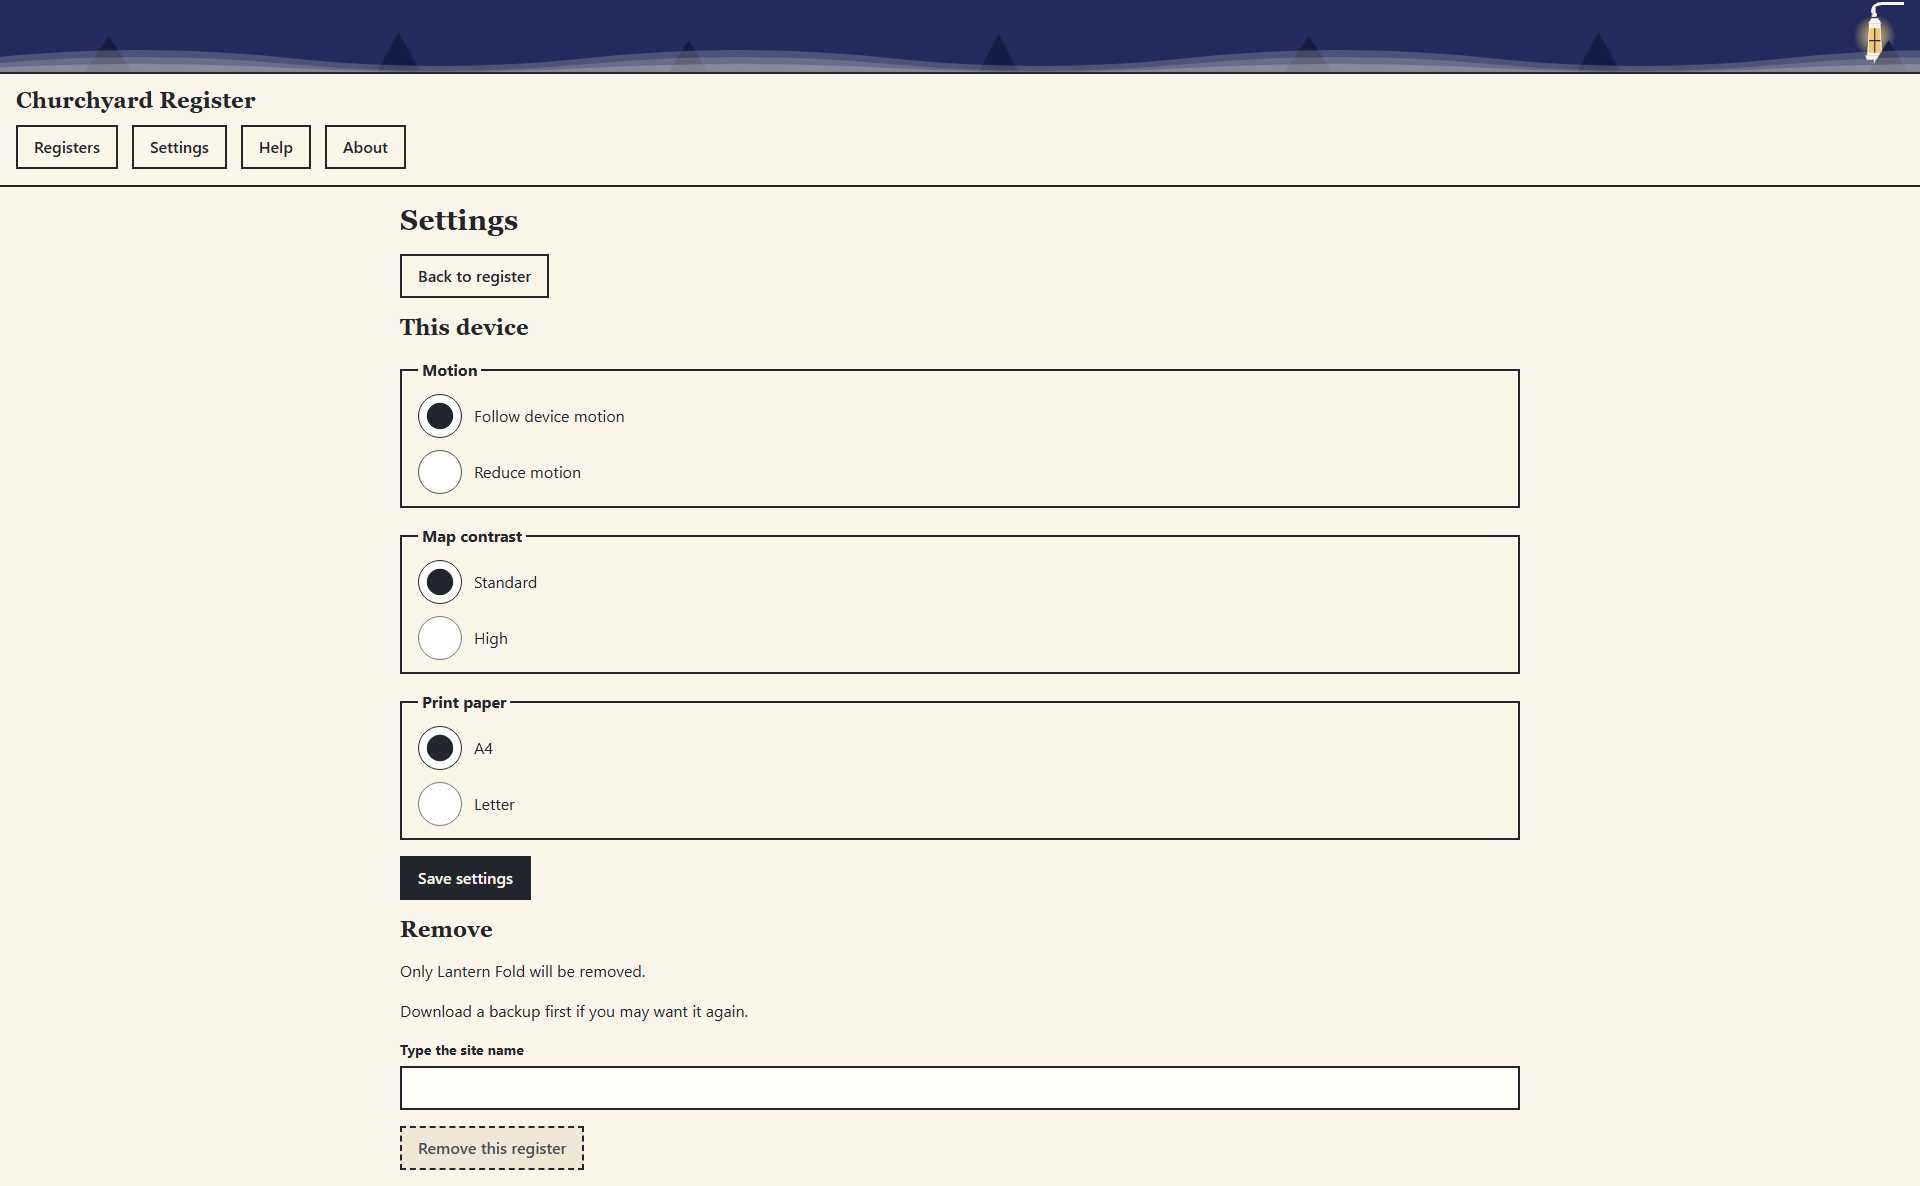 Churchyard Register
Registers
Settings
Help
About
Settings
Back to register
This device
Motion
Follow device motion
Reduce motion
Map contrast
Standard
High
Print paper
A4
Letter
Save settings
Remove
Only Lantern Fold will be removed.
Download a backup first if you may want it again.
Type the site name
Remove this register